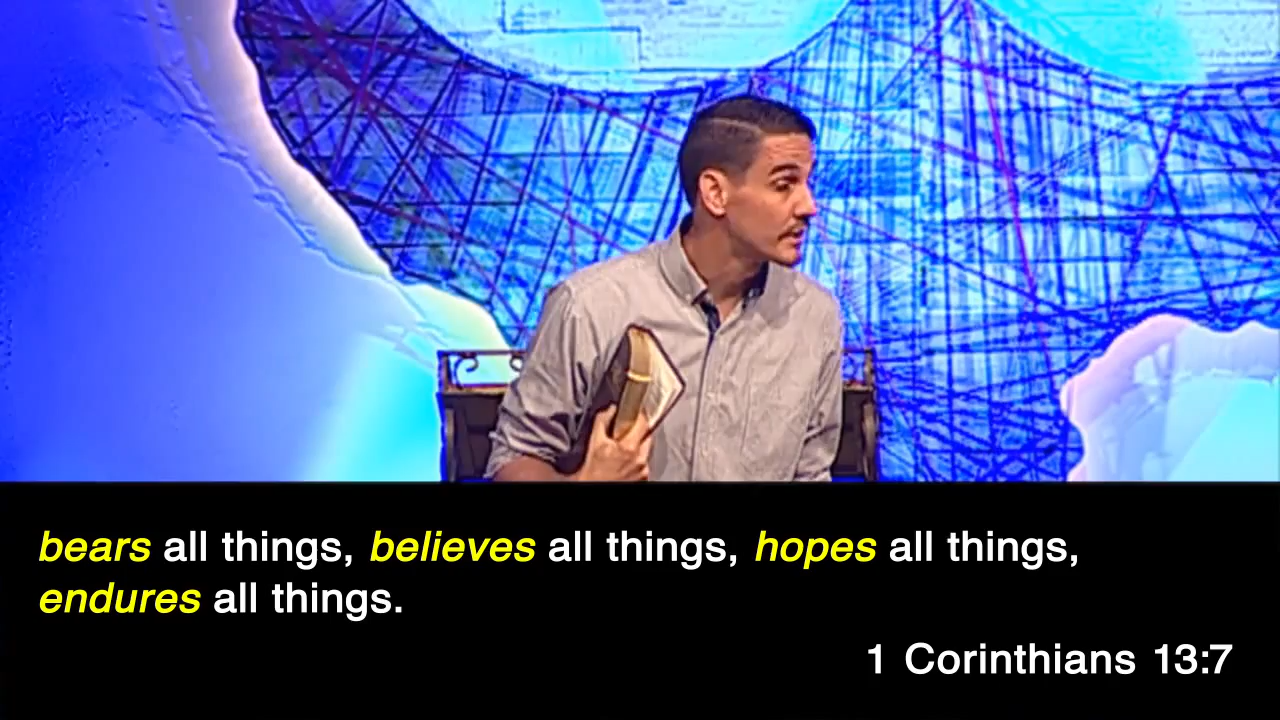 bears all things, believes all things, hopes all things,
endures all things.
1 Corinthians 13:7